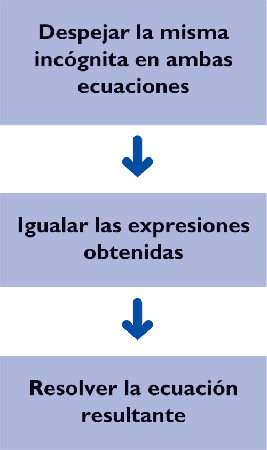 Despejar la misma
incógnita en ambas
ecuaciones
Igualar las expresiones
obtenidas
Resolver la ecuación
resultante